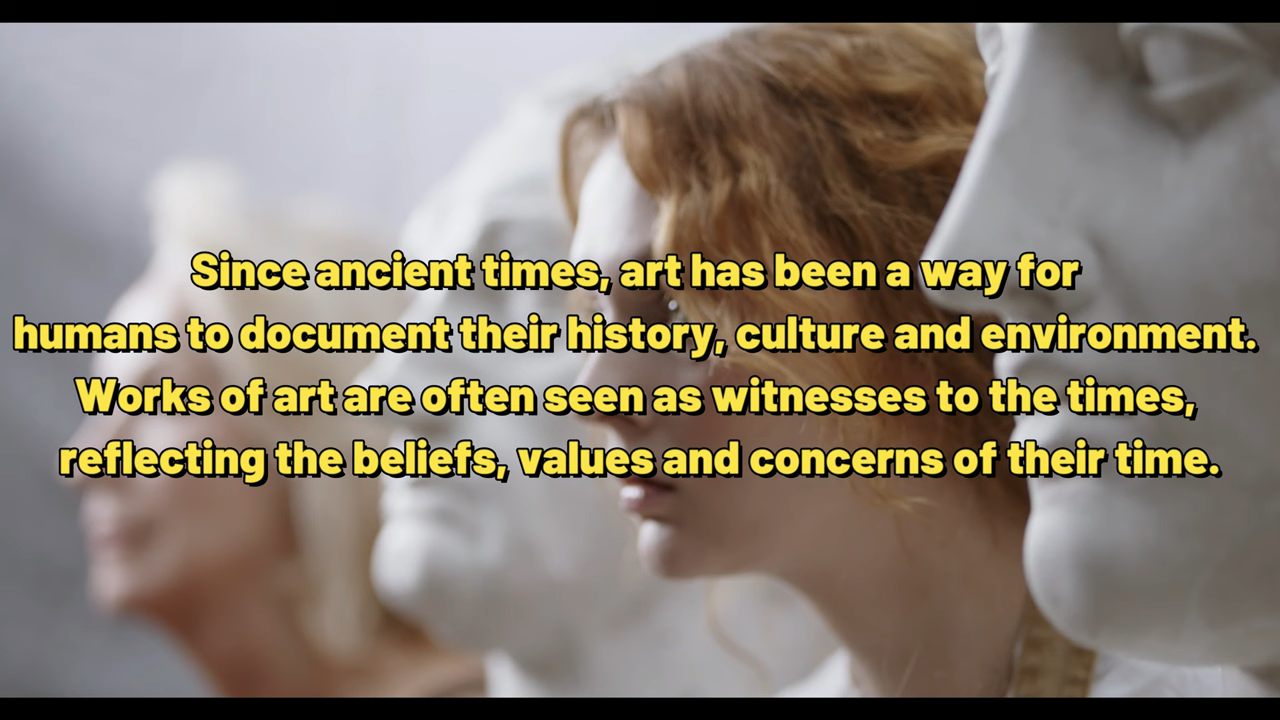 Since ancient times, art has been a way for
humans to document their history, culture and environment.
Works of art are often seen as witnesses to the times,
reflecting the beliefs, values and concerns of their time.